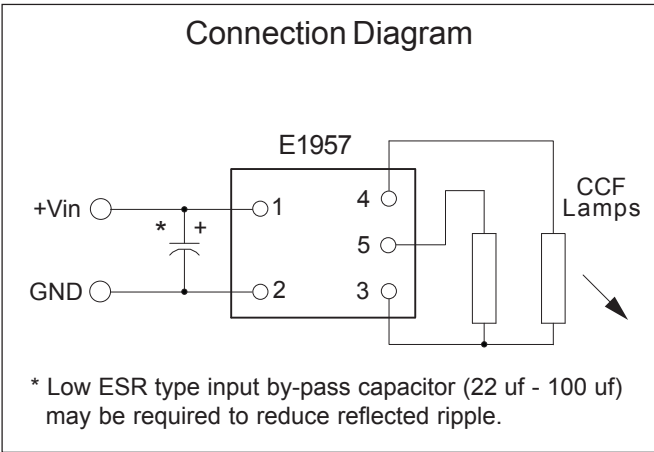 Connection Diagram
E1957
+Vin
* +
1
4
CCF
Lamps
5
GND
2
3
* Low ESR type input by-pass capacitor (22 uf - 100 uf)
may be required to reduce reflected ripple.